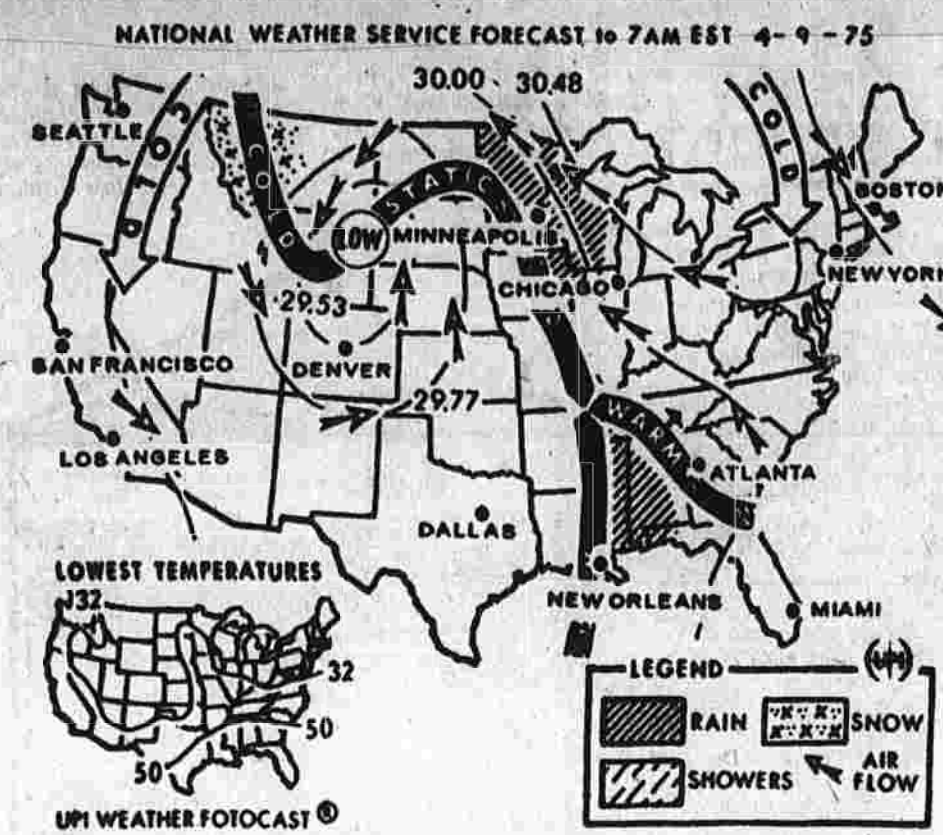 NATIONAL WEATHER SERVICE FORECAST to 7AM EST 4-9-75
30.00 30.48
SEATTLE
COLD
COLD
COLD
BOSTON
STATIC
LOW
MINNEAPOLIS
NEW YORK
CHICAGO
29.53
SAN FRANCISCO
DENVER
29.77
WARM
LOS ANGELES
ATLANTA
DALLAS
LOWEST TEMPERATURES
32
NEW ORLEANS
MIAMI
LEGEND
UPI
32
RAIN
SNOW
50
50
SHOWERS
AIR
FLOW
UPI WEATHER FOTOCAST ®